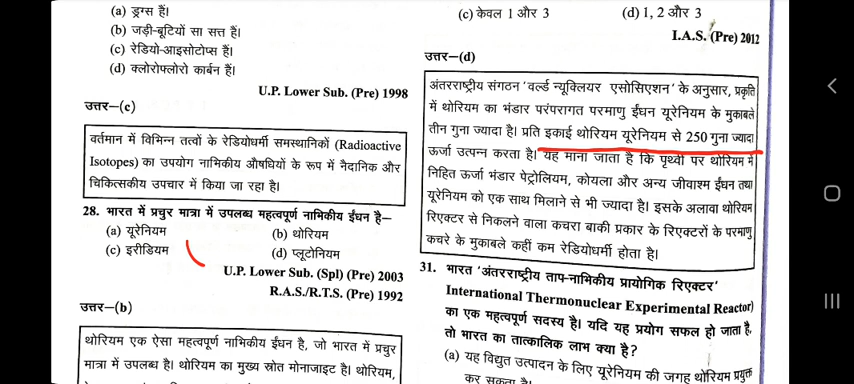 (a) ड्रग्स हैं।
(b) जड़ी-बूटियों सा सत्त हैं।
(c) रेडियो-आइसोटोप्स हैं।
(d) क्लोरोफ्लोरो कार्बन हैं।
U.P. Lower Sub. (Pre) 1998
उत्तर—(c)
वर्तमान में विभिन्न तत्वों के रेडियोधर्मी समस्थानिकों (Radioactive
Isotopes) का उपयोग नाभिकीय औषधियों के रूप में नैदानिक और
चिकित्सकीय उपचार में किया जा रहा है।
28. भारत में प्रचुर मात्रा में उपलब्ध महत्वपूर्ण नाभिकीय ईंधन है—
(a) यूरेनियम (b) थोरियम
(c) इरीडियम (d) प्लूटोनियम
U.P. Lower Sub. (Spl) (Pre) 2003
R.A.S./R.T.S. (Pre) 1992
उत्तर—(b)
थोरियम एक ऐसा महत्वपूर्ण नाभिकीय ईंधन है, जो भारत में प्रचुर
मात्रा में उपलब्ध है। थोरियम का मुख्य स्रोत मोनाजाइट है। थोरियम,
(c) केवल 1 और 3 (d) 1, 2 और 3
I.A.S. (Pre) 2012
उत्तर—(d)
अंतरराष्ट्रीय संगठन 'वर्ल्ड न्यूक्लियर एसोसिएशन' के अनुसार, प्रकृति
में थोरियम का भंडार परंपरागत परमाणु ईंधन यूरेनियम के मुकाबले
तीन गुना ज्यादा है। प्रति इकाई थोरियम यूरेनियम से 250 गुना ज्यादा
ऊर्जा उत्पन्न करता है। यह माना जाता है कि पृथ्वी पर थोरियम में
निहित ऊर्जा भंडार पेट्रोलियम, कोयला और अन्य जीवाश्म ईंधन तथा
यूरेनियम को एक साथ मिलाने से भी ज्यादा है। इसके अलावा थोरियम
रिएक्टर से निकलने वाला कचरा बाकी प्रकार के रिएक्टरों के परमाणु
कचरे के मुकाबले कहीं कम रेडियोधर्मी होता है।
31. भारत 'अंतरराष्ट्रीय ताप-नाभिकीय प्रायोगिक रिएक्टर'
International Thermonuclear Experimental Reactor)
का एक महत्वपूर्ण सदस्य है। यदि यह प्रयोग सफल हो जाता है,
तो भारत का तात्कालिक लाभ क्या है?
(a) यह विद्युत उत्पादन के लिए यूरेनियम की जगह थोरियम प्रयुक्त
कर सकता है।